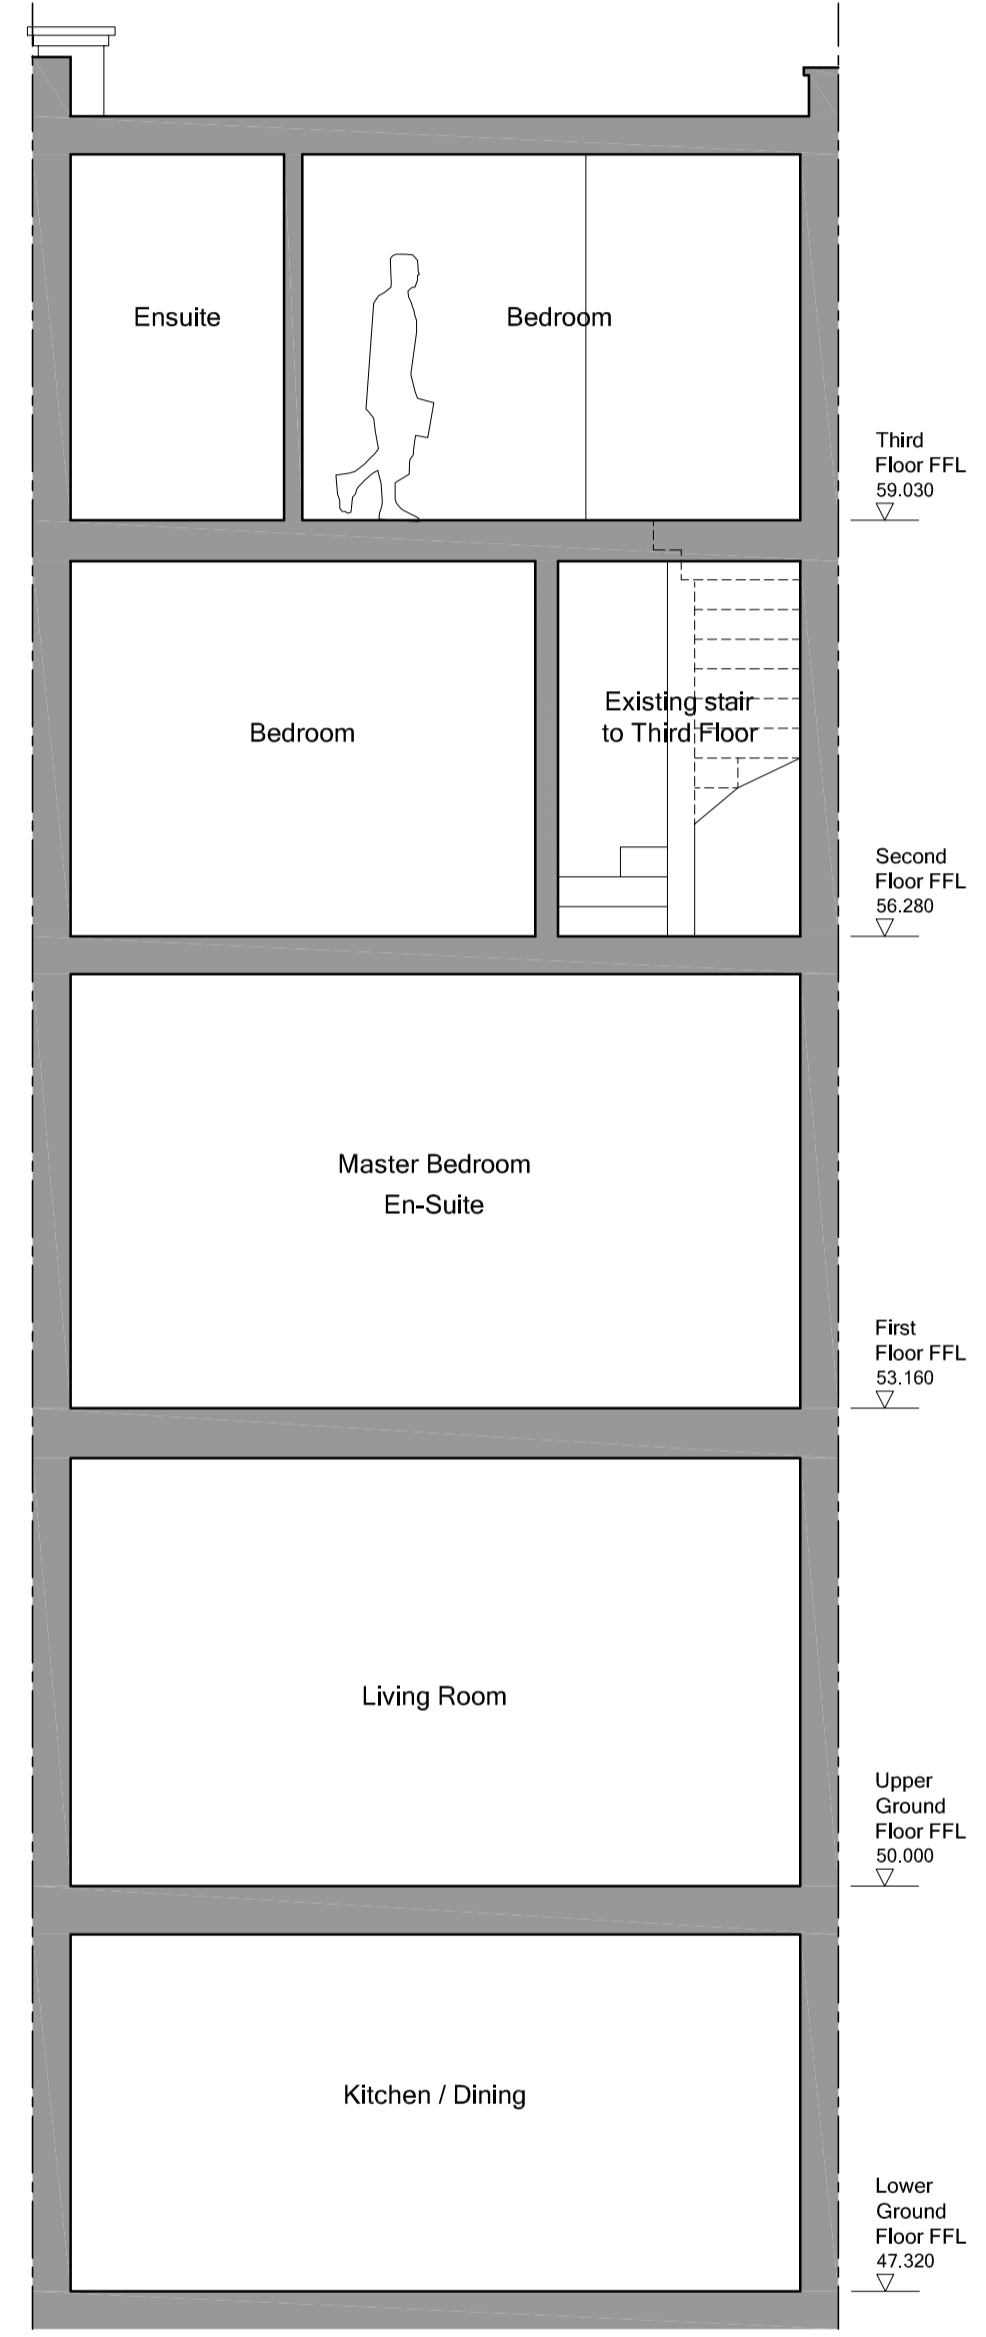 Ensuite
Bedroom
Third
Floor FFL
59.030
Bedroom
Existing stair
to Third Floor
Second
Floor FFL
56.280
Master Bedroom
En-Suite
First
Floor FFL
53.160
Living Room
Upper
Ground
Floor FFL
50.000
Kitchen / Dining
Lower
Ground
Floor FFL
47.320